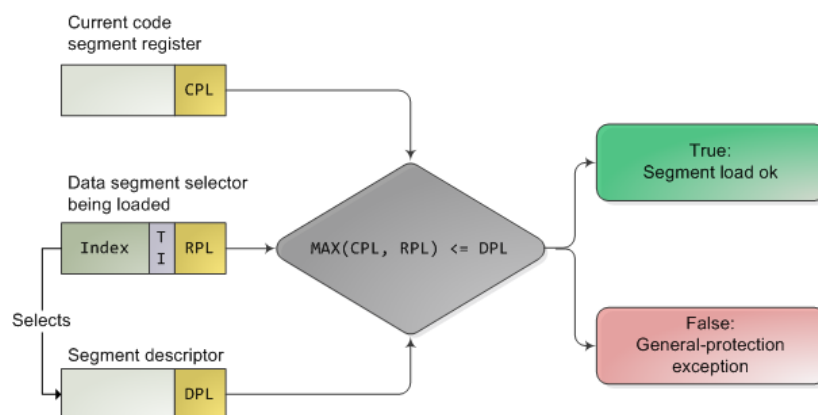 Current code
segment register
CPL
Data segment selector
being loaded
Index
T
I
RPL
Selects
Segment descriptor
DPL
MAX(CPL, RPL) <= DPL
True:
Segment load ok
False:
General-protection
exception